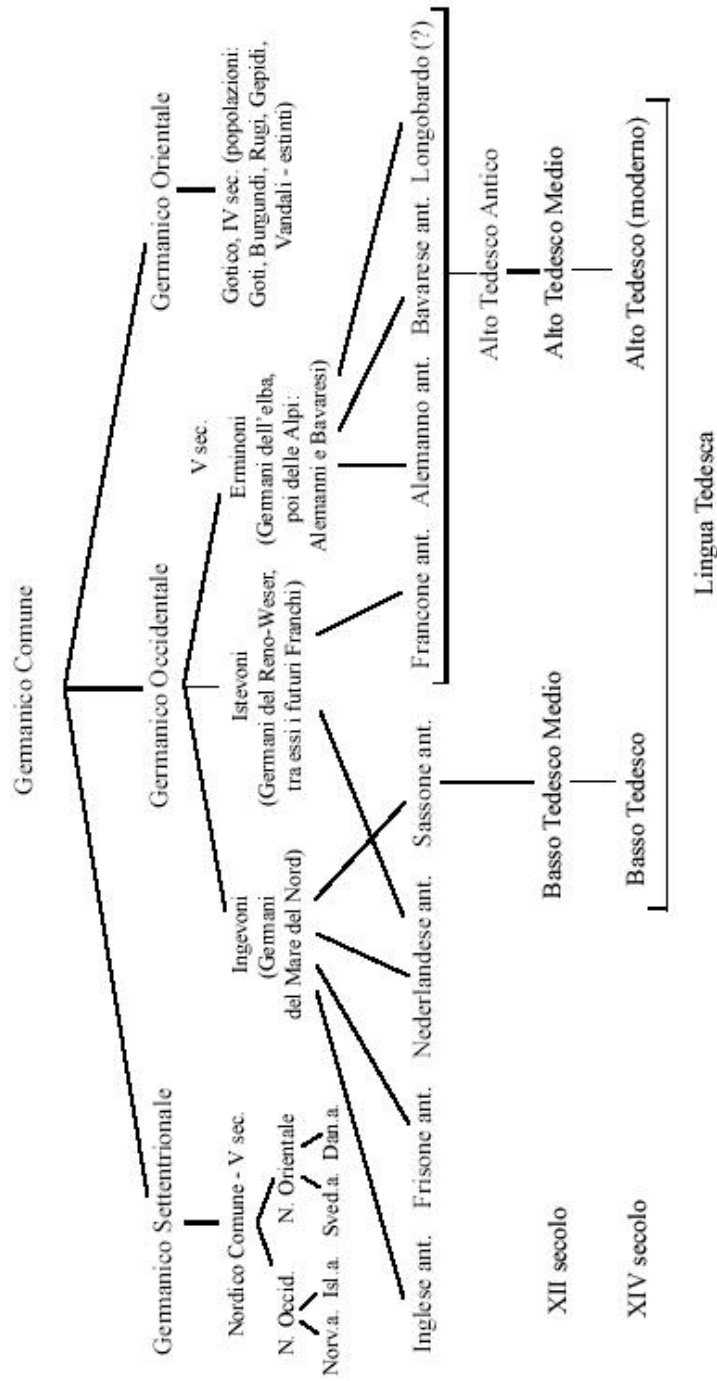 Germanico Comune
Germanico Settentrionale
Germanico Occidentale
Germanico Orientale
Nordico Comune - V sec.
N. Occid.
N. Orientale
Norv.a.
Isl.a.
Sved.a.
Dan.a.
Ingevoni
(Germani
del Mare del Nord)
Istevoni
(Germani del Reno-Weser,
tra essi i futuri Franchi)
V sec.
Erminoni
(Germani dell'elba,
poi delle Alpi:
Alemanni e Bavaresi)
Gotico, IV sec. (popolazioni:
Goti, Burgundi, Rugi, Gepidi,
Vandali - estinti)
Inglese ant.
Frisone ant.
Nederlandese ant.
Sassone ant.
Francone ant.
Alemanno ant.
Bavarese ant.
Longobardo (?)
Alto Tedesco Antico
XII secolo
Basso Tedesco Medio
Alto Tedesco Medio
XIV secolo
Basso Tedesco
Alto Tedesco (moderno)
Lingua Tedesca